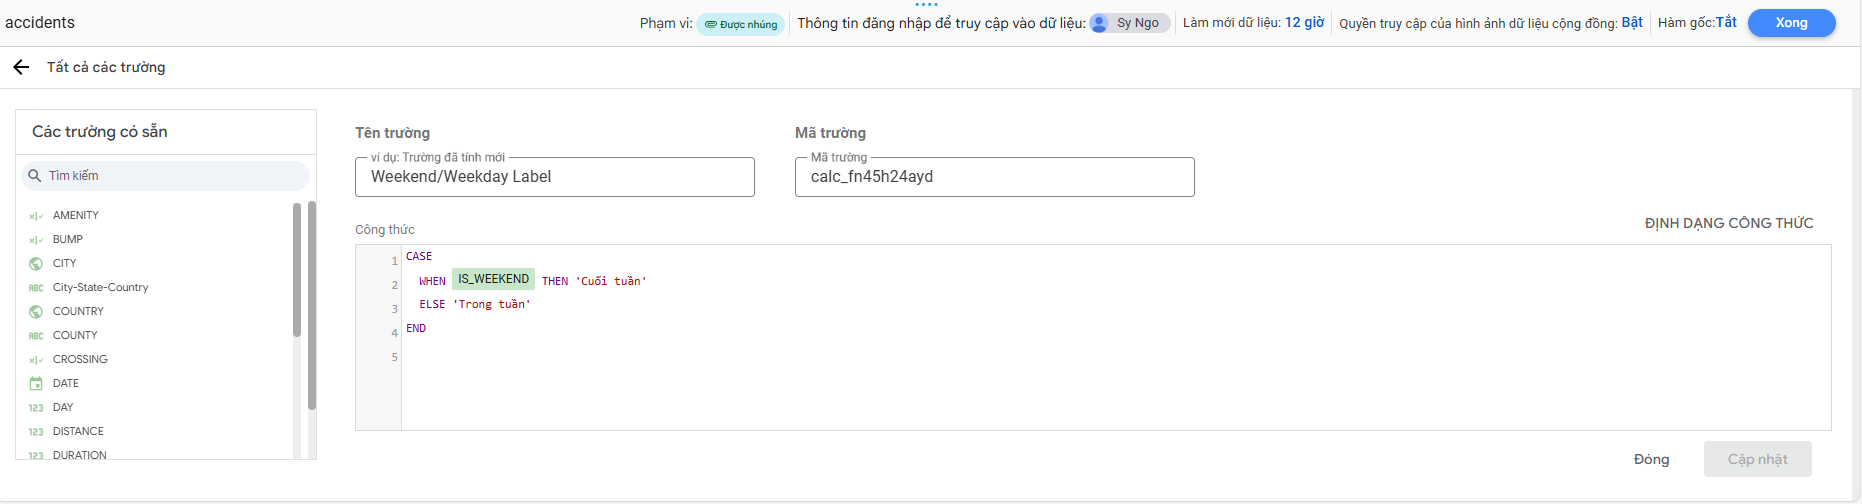 accidents
Phạm vi: Được nhúng
Thông tin đăng nhập để truy cập vào dữ liệu: Sy Ngo
Làm mới dữ liệu: 12 giờ
Quyền truy cập của hình ảnh dữ liệu cộng đồng: Bật
Hàm gốc:Tắt
Xong
Tất cả các trường
Các trường có sẵn
Tìm kiếm
AMENITY
BUMP
CITY
ABC City-State-Country
COUNTRY
ABC COUNTY
CROSSING
DATE
123 DAY
123 DISTANCE
123 DURATION
Tên trường
ví dụ: Trường đã tính mới
Weekend/Weekday Label
Mã trường
Mã trường
calc_fn45h24ayd
Công thức
ĐỊNH DẠNG CÔNG THỨC
1 CASE
2 WHEN IS_WEEKEND THEN 'Cuối tuần'
3 ELSE 'Trong tuần'
4 END
5
Đóng
Cập nhật